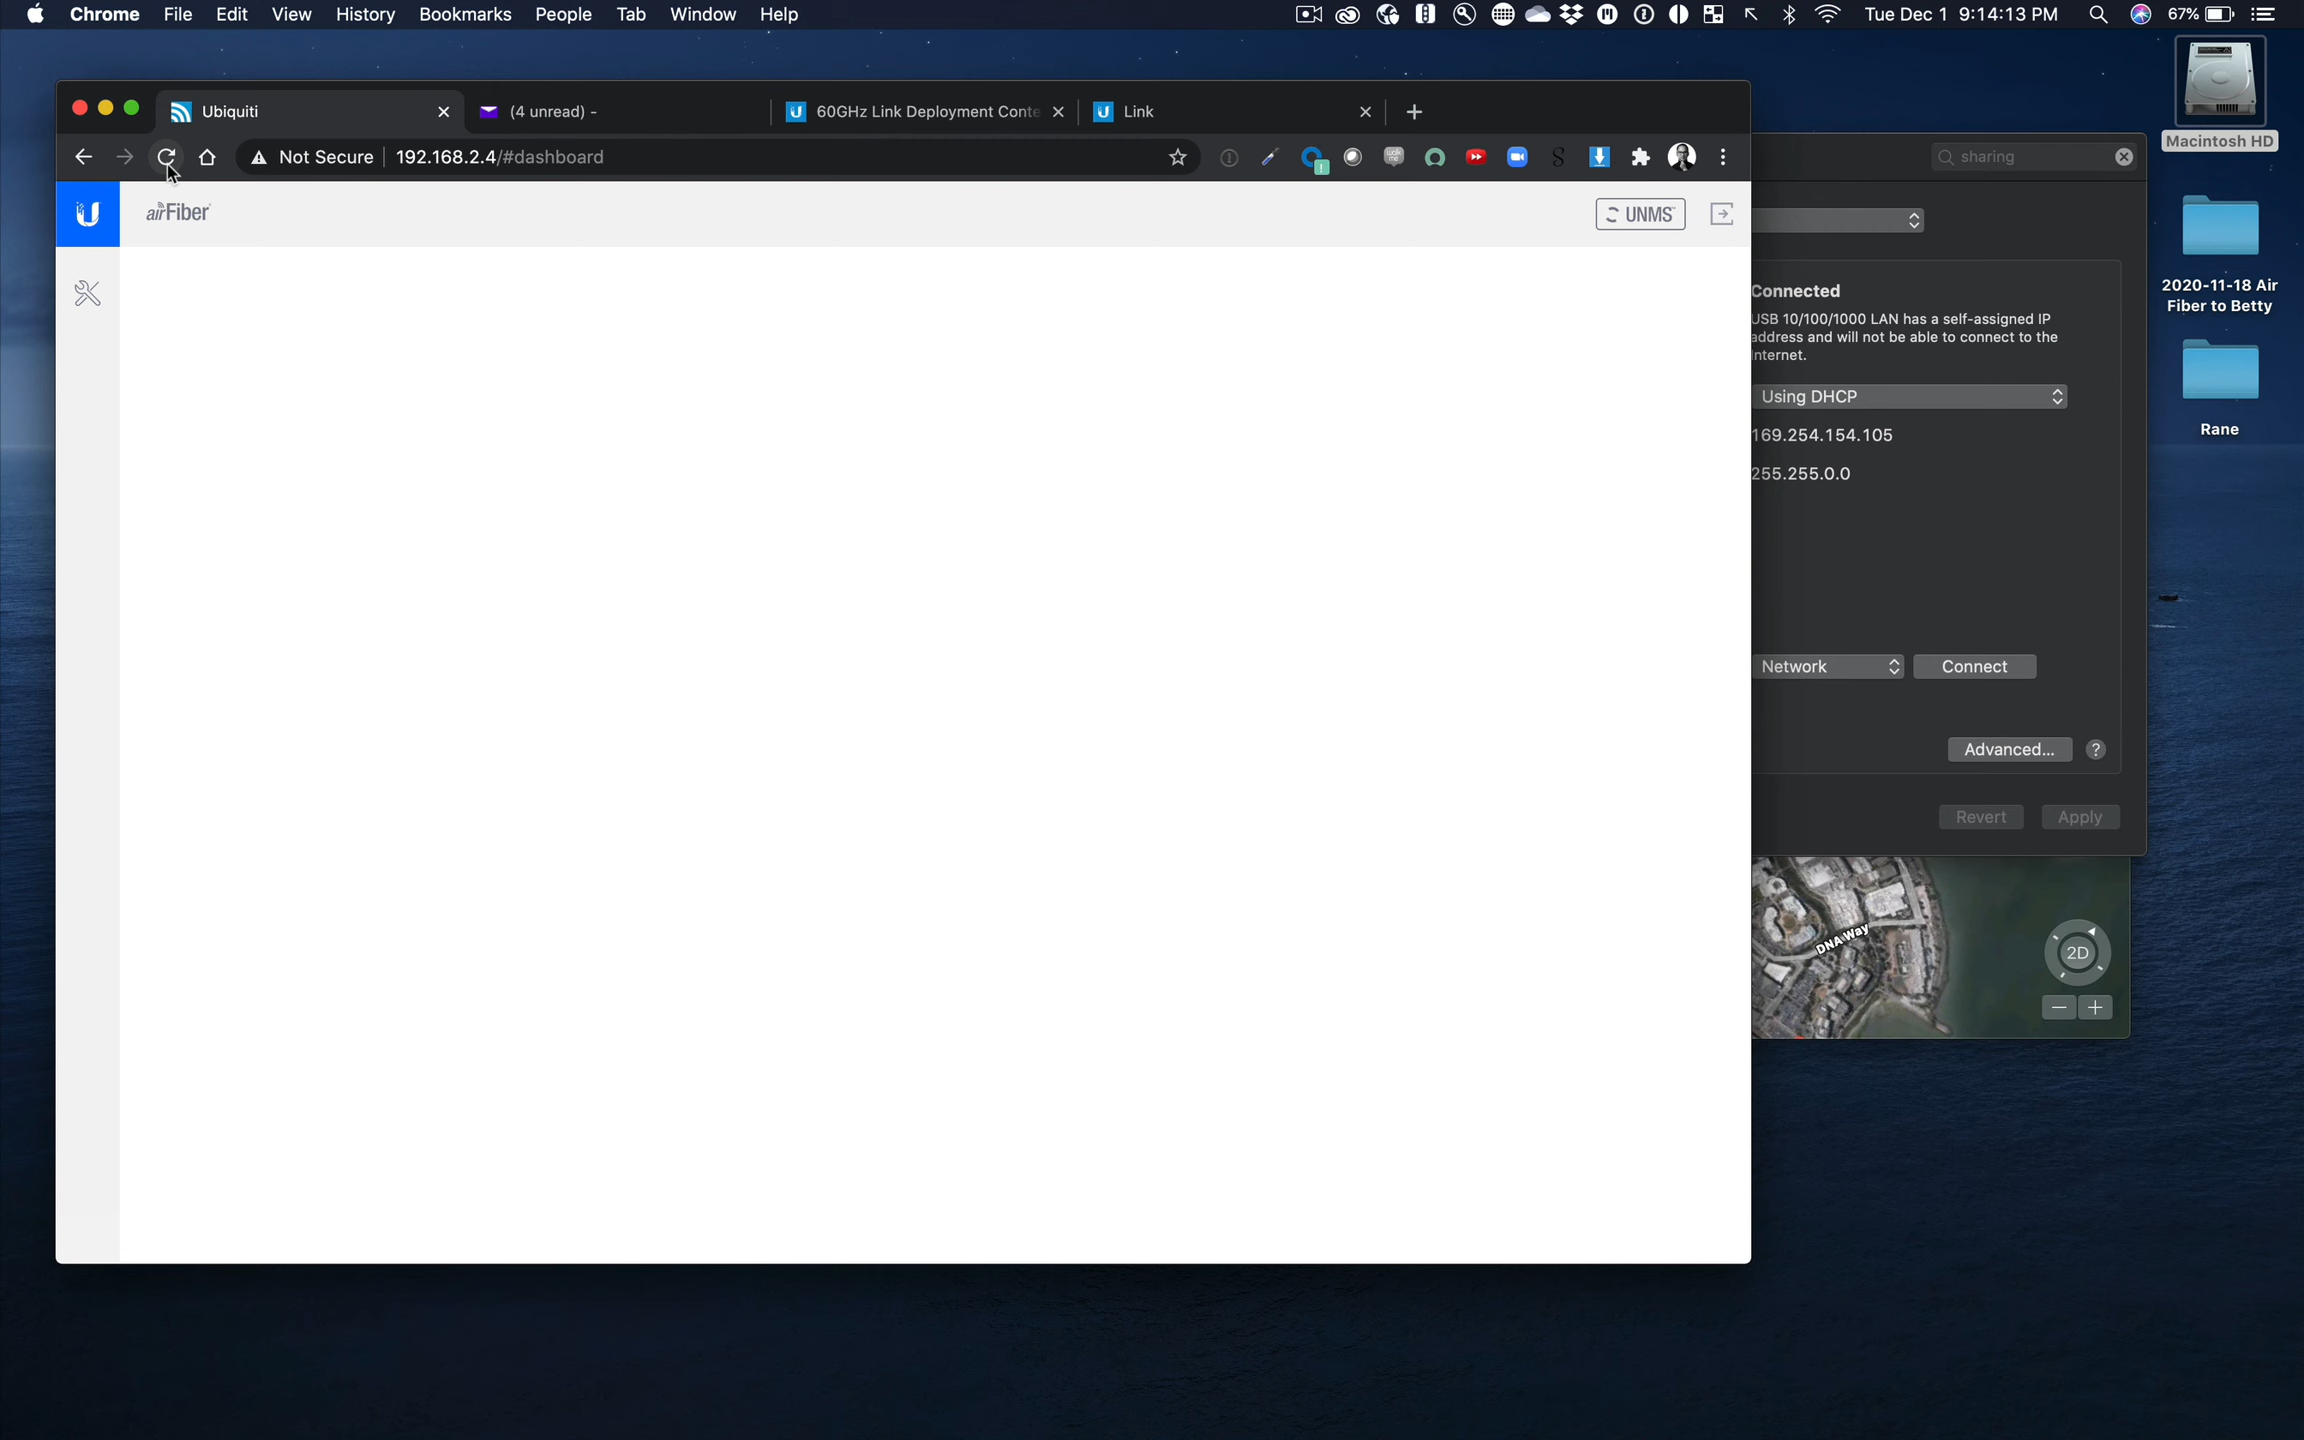 Chrome File Edit View History Bookmarks People Tab Window Help
Tue Dec 1 9:14:13 PM 67%
Ubiquiti
(4 unread) -
60GHz Link Deployment Conte
Link
Not Secure 192.168.2.4/#dashboard
sharing
airFiber
UNMS™
Connected
USB 10/100/1000 LAN has a self-assigned IP
address and will not be able to connect to the
Internet.
Using DHCP
169.254.154.105
255.255.0.0
Network
Connect
Advanced... ?
Revert
Apply
DNA Way
2D
Macintosh HD
2020-11-18 Air
Fiber to Betty
Rane